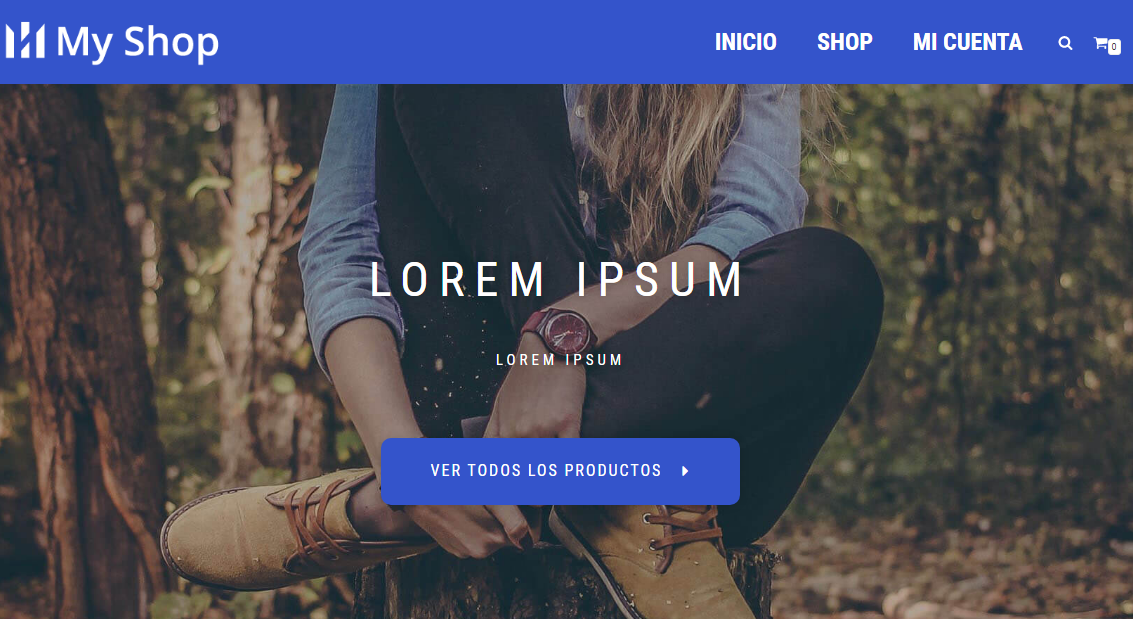 My Shop
INICIO SHOP MI CUENTA 0
LOREM IPSUM
LOREM IPSUM
VER TODOS LOS PRODUCTOS